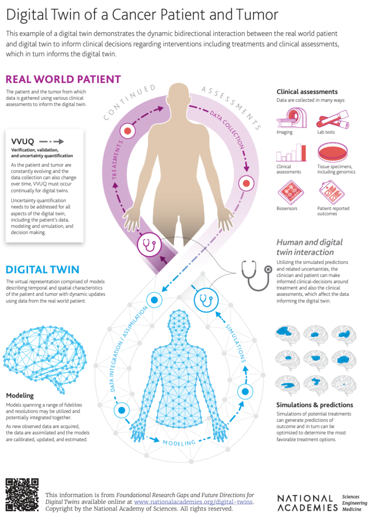 Digital Twin of a Cancer Patient and Tumor
This example of a digital twin demonstrates the dynamic bidirectional interaction between the real world patient
and digital twin to inform clinical decisions regarding interventions including treatments and clinical assessments,
which in turn informs the digital twin.
REAL WORLD PATIENT
The patient and the tumor from which
data is gathered using various clinical
assessments to inform the digital twin.
VVUQ
Verification, validation,
and uncertainty quantification
As the patient and tumor are
constantly evolving and the
data collection can also change
over time, VVUQ must occur
continually for digital twins.
Uncertainty quantification
needs to be addressed for all
aspects of the digital twin,
including the patient's data,
modeling and simulation, and
decision making.
CONTINUED
ASSESSMENTS
TREATMENTS
DATA COLLECTION
Clinical assessments
Data are collected in many ways:
Imaging
Lab tests
Clinical
assessments
Tissue specimen,
including genomics
Biosensors
Patient reported
outcomes
Human and digital
twin interaction
Utilizing the simulated predictions
and related uncertainties, the
clinician and patient can make
informed clinical-decisions around
treatment and also the clinical
assessments, which affect the data
informing the digital twin.
DIGITAL TWIN
The virtual representation comprised of models
describing temporal and spatial characteristics
of the patient and tumor with dynamic updates
using data from the real world patient.
DATA INTEGRATION / ASSIMILATION
SIMULATIONS
MODELING
Modeling
Models spanning a range of fidelities
and resolutions may be utilized and
potentially integrated together.
As new observed data are acquired,
the data are assimilated and the models
are calibrated, updated, and estimated.
Simulations & predictions
Simulations of potential treatments
can generate predictions of
outcome and in turn can be
optimized to determine the most
favorable treatment options.
This information is from Foundational Research Gaps and Future Directions for
Digital Twins available online at www.nationalacademies.org/digital-twins.
Copyright by the National Academy of Sciences. All rights reserved.
NATIONAL ACADEMIES
Sciences
Engineering
Medicine